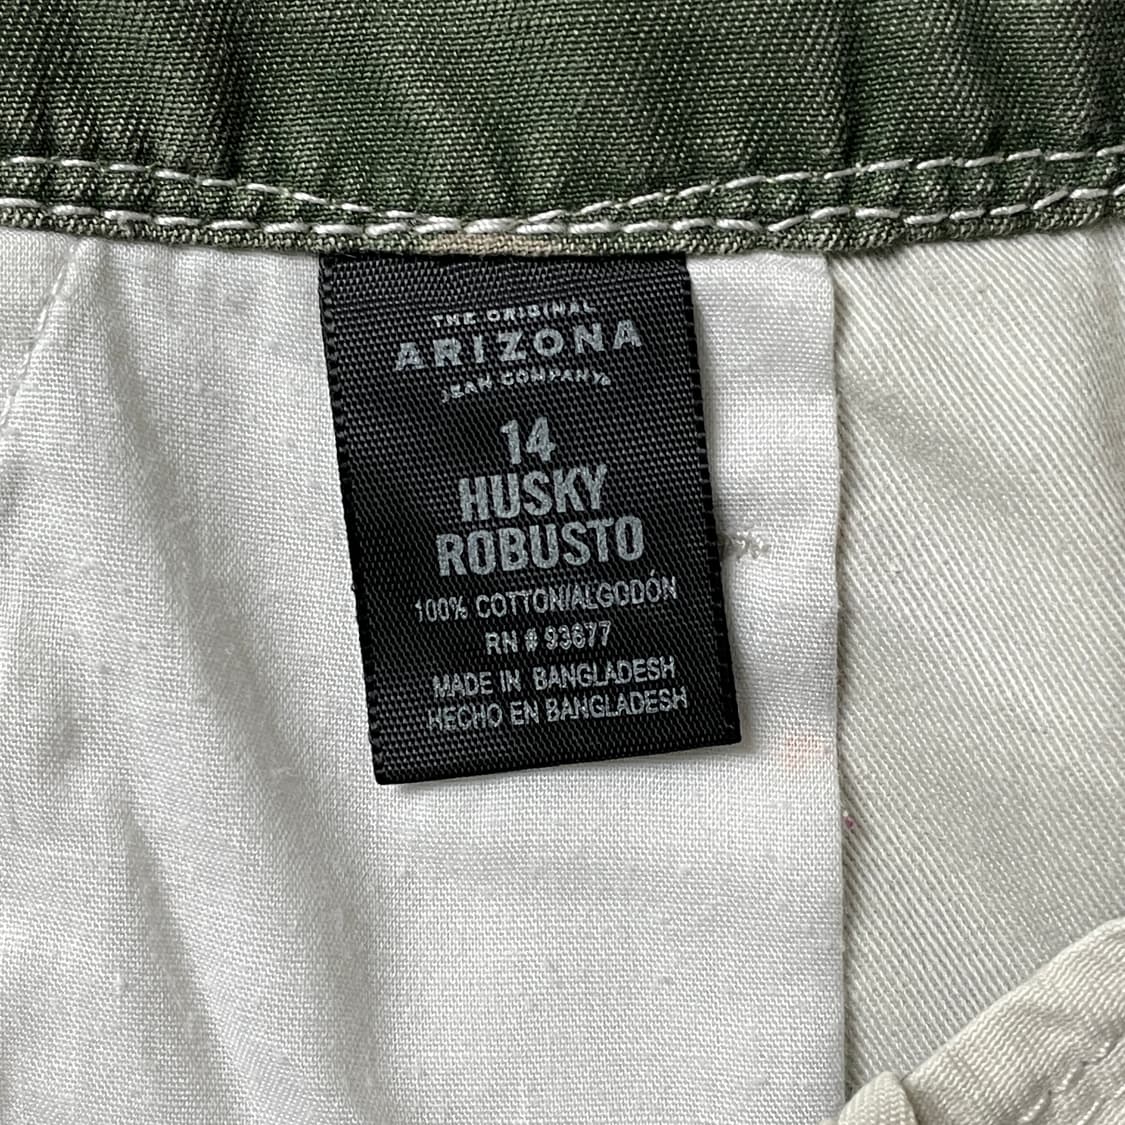 THE ORIGINAL
ARIZONA
JEAN COMPANY®
14
HUSKY
ROBUSTO
100% COTTON/ALGODÓN
RN # 93677
MADE IN BANGLADESH
HECHO EN BANGLADESH